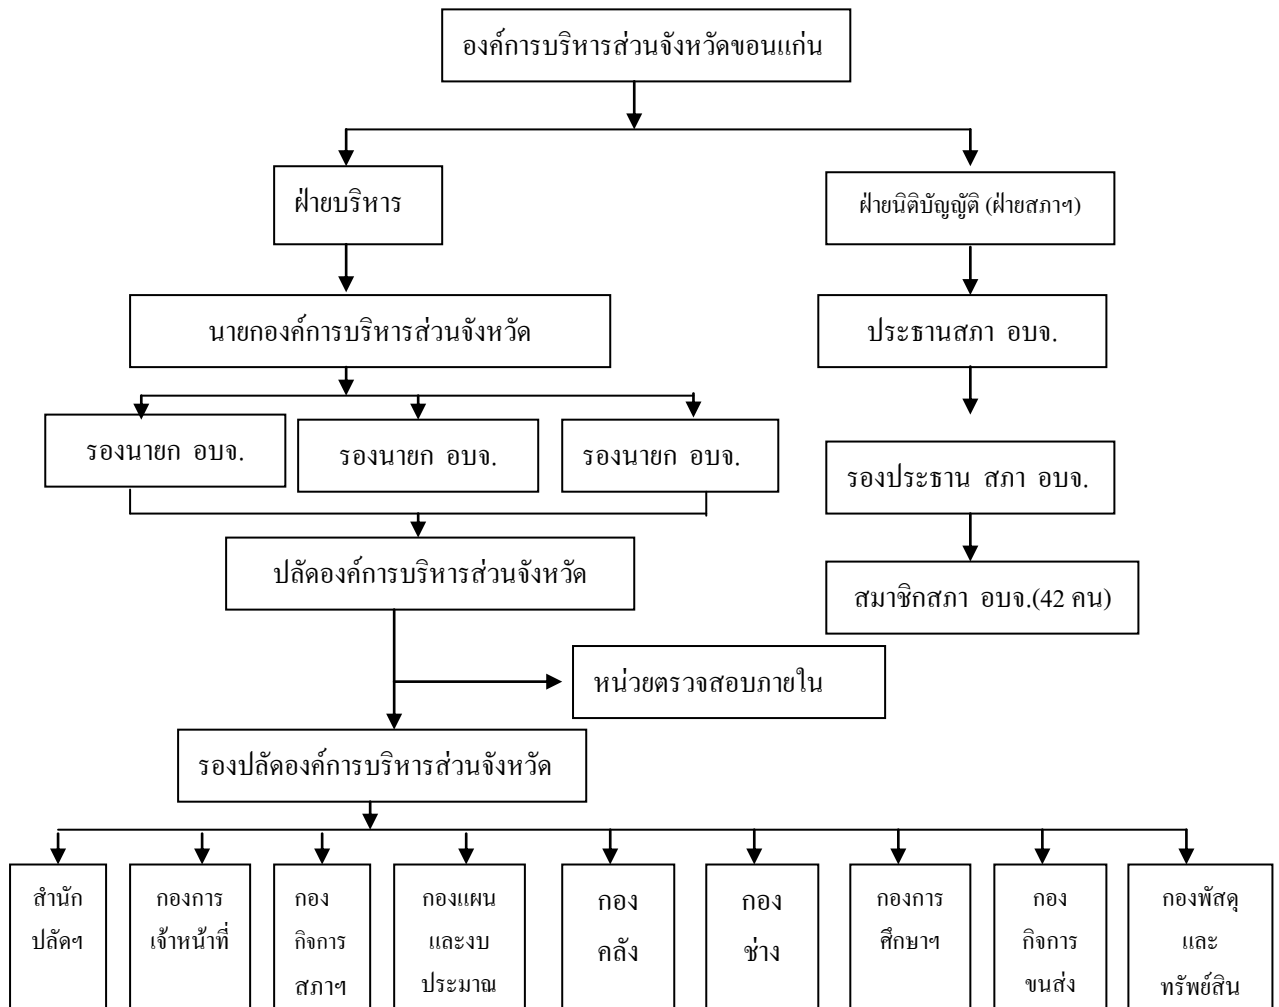 องค์การบริหารส่วนจังหวัดขอนแก่น
ฝ่ายบริหาร
ฝ่ายนิติบัญญัติ (ฝ่ายสภาฯ)
นายกองค์การบริหารส่วนจังหวัด
ประธานสภา อบจ.
รองนายก อบจ.
รองนายก อบจ.
รองนายก อบจ.
รองประธาน สภา อบจ.
ปลัดองค์การบริหารส่วนจังหวัด
สมาชิกสภา อบจ.(42 คน)
หน่วยตรวจสอบภายใน
รองปลัดองค์การบริหารส่วนจังหวัด
สำนัก
ปลัดฯ
กองการ
เจ้าหน้าที่
กอง
กิจการ
สภาฯ
กองแผน
และงบ
ประมาณ
กอง
คลัง
กอง
ช่าง
กองการ
ศึกษาฯ
กอง
กิจการ
ขนส่ง
กองพัสดุ
และ
ทรัพย์สิน